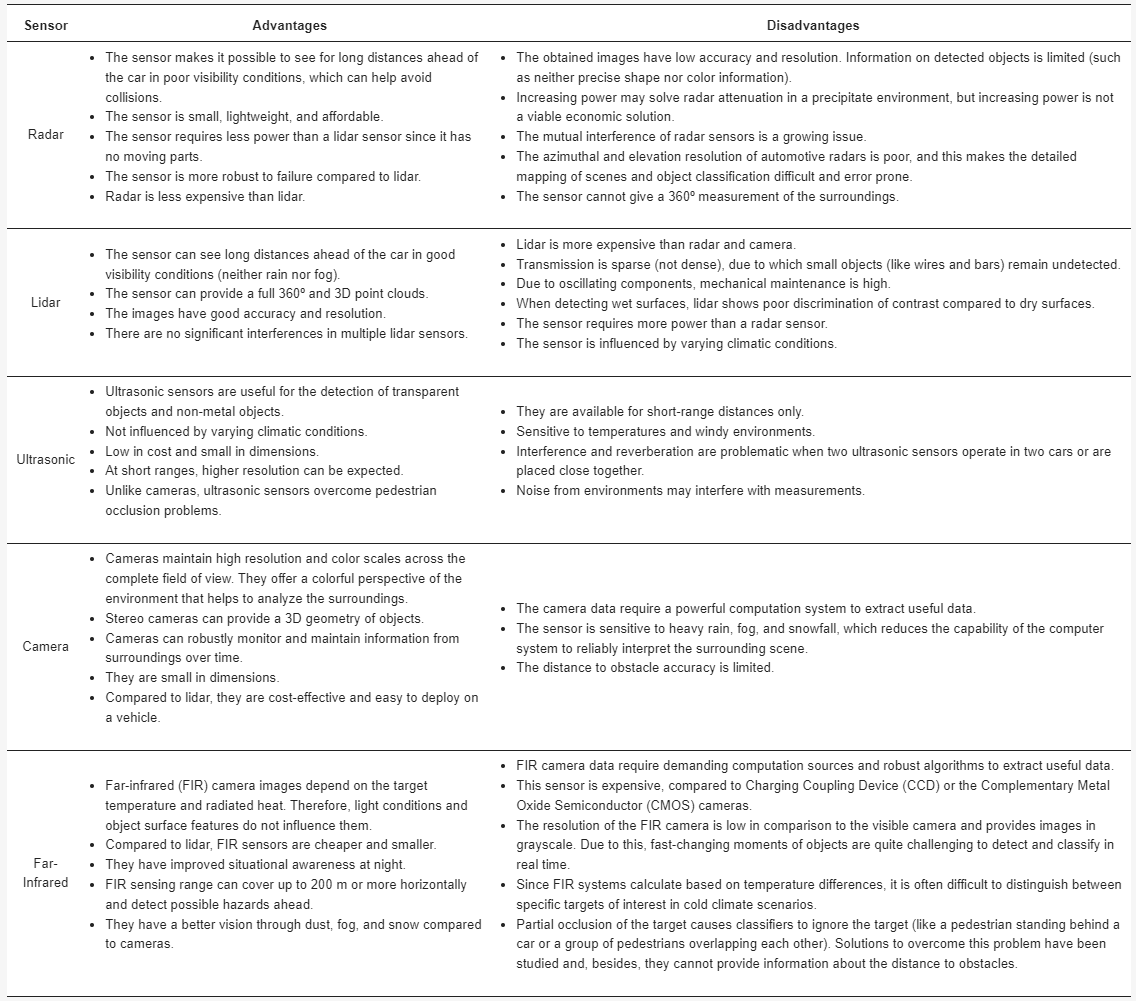 Sensor
Advantages
Disadvantages
Radar
• The sensor makes it possible to see for long distances ahead of
the car in poor visibility conditions, which can help avoid
collisions.
• The sensor is small, lightweight, and affordable.
• The sensor requires less power than a lidar sensor since it has
no moving parts.
• The sensor is more robust to failure compared to lidar.
• Radar is less expensive than lidar.
• The obtained images have low accuracy and resolution. Information on detected objects is limited (such
as neither precise shape nor color information).
• Increasing power may solve radar attenuation in a precipitate environment, but increasing power is not
a viable economic solution.
• The mutual interference of radar sensors is a growing issue.
• The azimuthal and elevation resolution of automotive radars is poor, and this makes the detailed
mapping of scenes and object classification difficult and error prone.
• The sensor cannot give a 360º measurement of the surroundings.
Lidar
• The sensor can see long distances ahead of the car in good
visibility conditions (neither rain nor fog).
• The sensor can provide a full 360º and 3D point clouds.
• The images have good accuracy and resolution.
• There are no significant interferences in multiple lidar sensors.
• Lidar is more expensive than radar and camera.
• Transmission is sparse (not dense), due to which small objects (like wires and bars) remain undetected.
• Due to oscillating components, mechanical maintenance is high.
• When detecting wet surfaces, lidar shows poor discrimination of contrast compared to dry surfaces.
• The sensor requires more power than a radar sensor.
• The sensor is influenced by varying climatic conditions.
Ultrasonic
• Ultrasonic sensors are useful for the detection of transparent
objects and non-metal objects.
• Not influenced by varying climatic conditions.
• Low in cost and small in dimensions.
• At short ranges, higher resolution can be expected.
• Unlike cameras, ultrasonic sensors overcome pedestrian
occlusion problems.
• They are available for short-range distances only.
• Sensitive to temperatures and windy environments.
• Interference and reverberation are problematic when two ultrasonic sensors operate in two cars or are
placed close together.
• Noise from environments may interfere with measurements.
Camera
• Cameras maintain high resolution and color scales across the
complete field of view. They offer a colorful perspective of the
environment that helps to analyze the surroundings.
• Stereo cameras can provide a 3D geometry of objects.
• Cameras can robustly monitor and maintain information from
surroundings over time.
• They are small in dimensions.
• Compared to lidar, they are cost-effective and easy to deploy on
a vehicle.
• The camera data require a powerful computation system to extract useful data.
• The sensor is sensitive to heavy rain, fog, and snowfall, which reduces the capability of the computer
system to reliably interpret the surrounding scene.
• The distance to obstacle accuracy is limited.
Far-
Infrared
• Far-infrared (FIR) camera images depend on the target
temperature and radiated heat. Therefore, light conditions and
object surface features do not influence them.
• Compared to lidar, FIR sensors are cheaper and smaller.
• They have improved situational awareness at night.
• FIR sensing range can cover up to 200 m or more horizontally
and detect possible hazards ahead.
• They have a better vision through dust, fog, and snow compared
to cameras.
• FIR camera data require demanding computation sources and robust algorithms to extract useful data.
• This sensor is expensive, compared to Charging Coupling Device (CCD) or the Complementary Metal
Oxide Semiconductor (CMOS) cameras.
• The resolution of the FIR camera is low in comparison to the visible camera and provides images in
grayscale. Due to this, fast-changing moments of objects are quite challenging to detect and classify in
real time.
• Since FIR systems calculate based on temperature differences, it is often difficult to distinguish between
specific targets of interest in cold climate scenarios.
• Partial occlusion of the target causes classifiers to ignore the target (like a pedestrian standing behind a
car or a group of pedestrians overlapping each other). Solutions to overcome this problem have been
studied and, besides, they cannot provide information about the distance to obstacles.